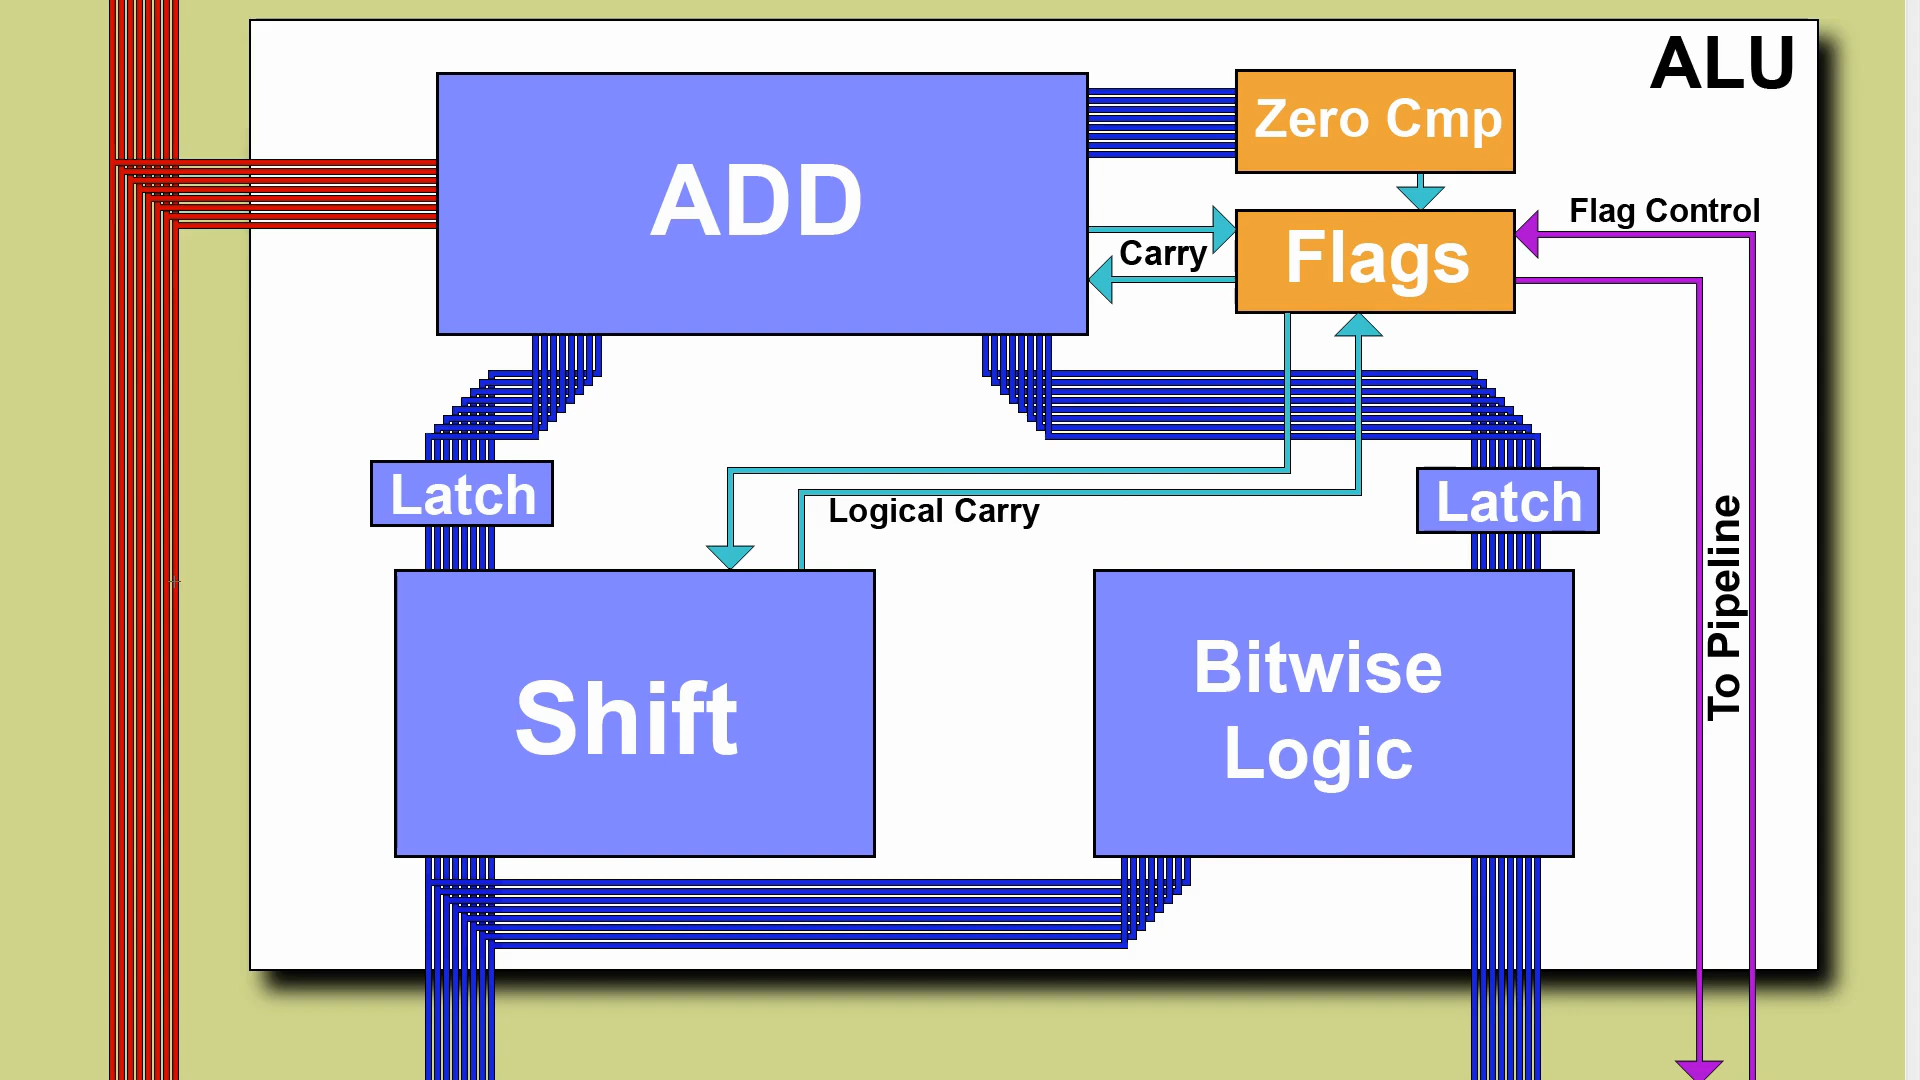 ALU
ADD
Zero Cmp
Flag Control
Flags
Carry
Latch
Latch
Logical Carry
To Pipeline
Shift
Bitwise
Logic